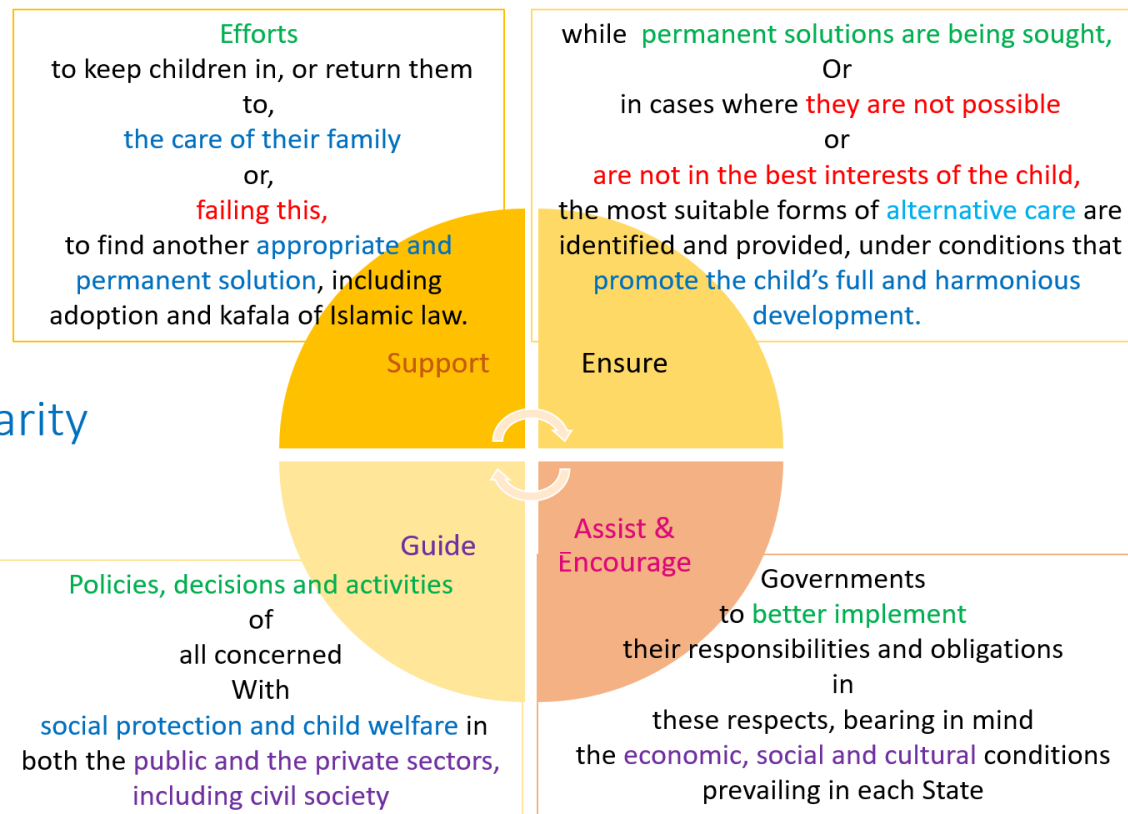 Efforts
to keep children in, or return them
to,
the care of their family
or,
failing this,
to find another appropriate and
permanent solution, including
adoption and kafala of Islamic law.
while permanent solutions are being sought,
Or
in cases where they are not possible
or
are not in the best interests of the child,
the most suitable forms of alternative care are
identified and provided, under conditions that
promote the child's full and harmonious
development.
Support
Ensure
arity
Guide
Assist &
Encourage
Policies, decisions and activities
of
all concerned
With
social protection and child welfare in
both the public and the private sectors,
including civil society
Governments
to better implement
their responsibilities and obligations
in
these respects, bearing in mind
the economic, social and cultural conditions
prevailing in each State